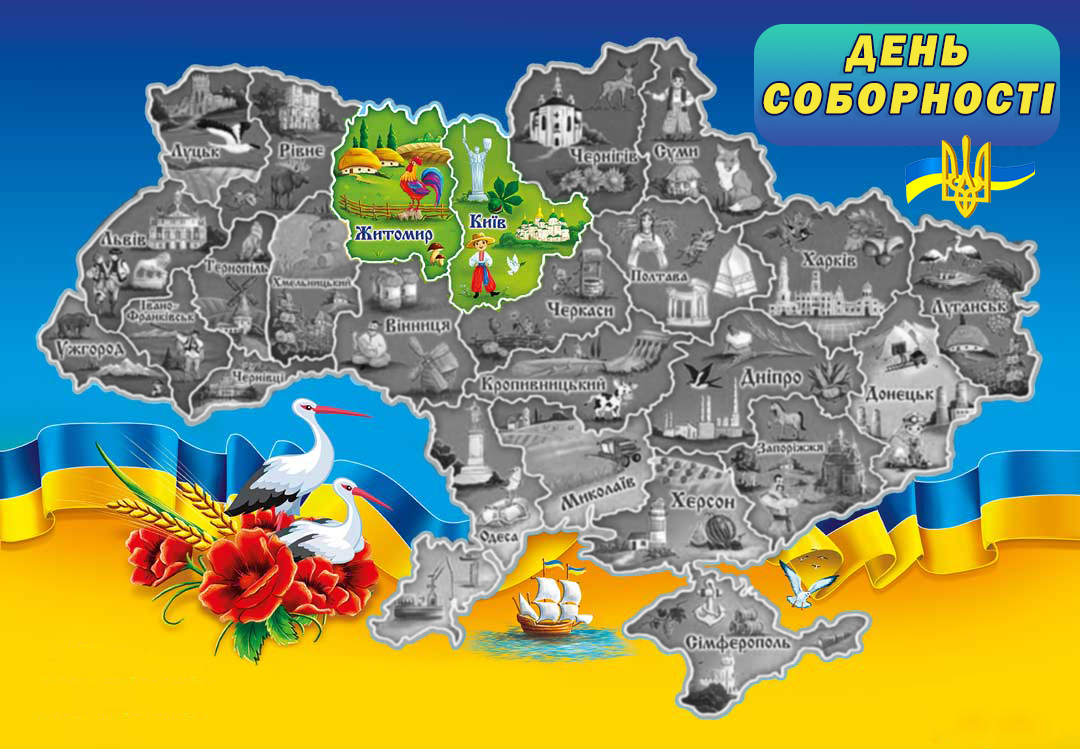 ДЕНЬ
СОБОРНОСТІ
Луцьк
Рівне
Житомир
Київ
Чернігів
Суми
Львів
Тернопіль
Хмельницький
Івано-
Франківськ
Ужгород
Чернівці
Вінниця
Черкаси
Полтава
Харків
Луганськ
Кропивницький
Дніпро
Донецьк
Запоріжжя
Миколаїв
Херсон
Одеса
Сімферополь